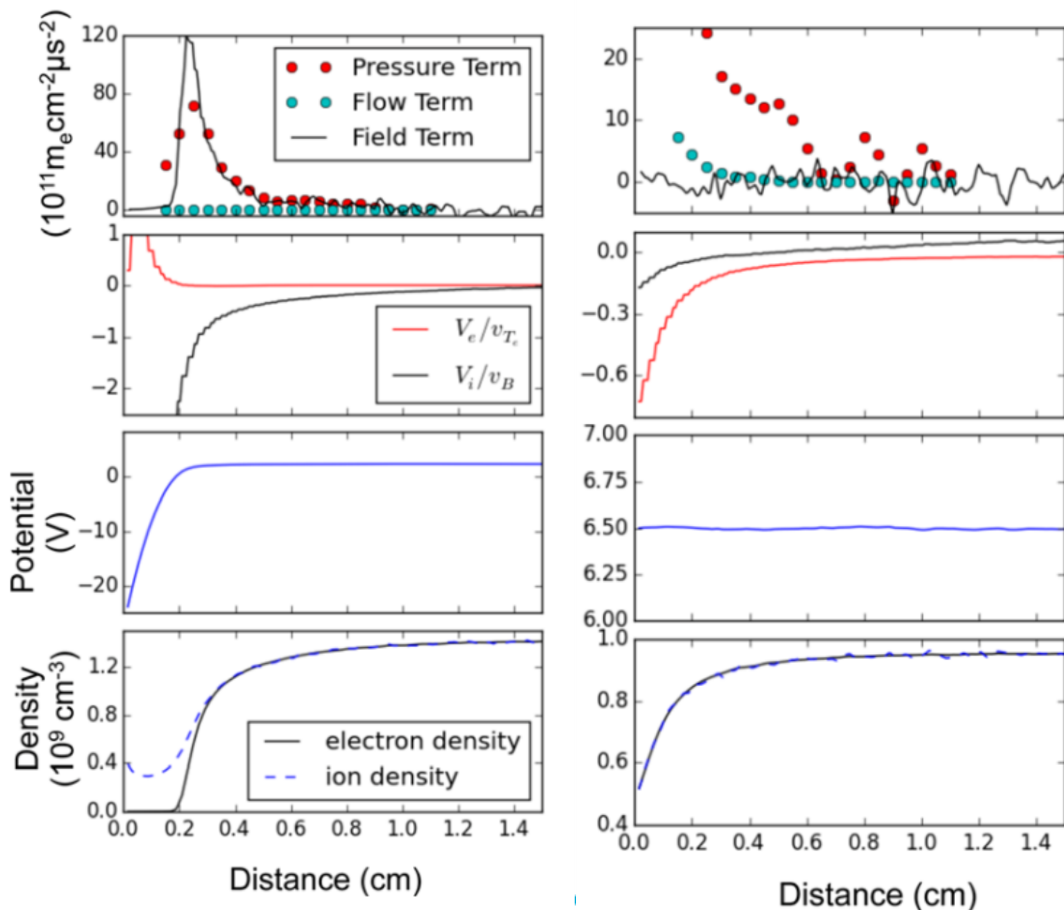 120
80
40
0
(10¹¹mₑcm⁻²μs⁻²)
Pressure Term
Flow Term
Field Term
20
10
0
1
0
−1
−2
Vₑ/v_Tₑ
Vᵢ/v_B
0.0
−0.3
−0.6
Potential
(V)
0
−10
−20
7.00
6.75
6.50
6.25
6.00
Density
(10⁹ cm⁻³)
1.2
0.8
0.4
0.0
electron density
ion density
0.0 0.2 0.4 0.6 0.8 1.0 1.2 1.4
Distance (cm)
1.0
0.8
0.6
0.4
0.0 0.2 0.4 0.6 0.8 1.0 1.2 1.4
Distance (cm)